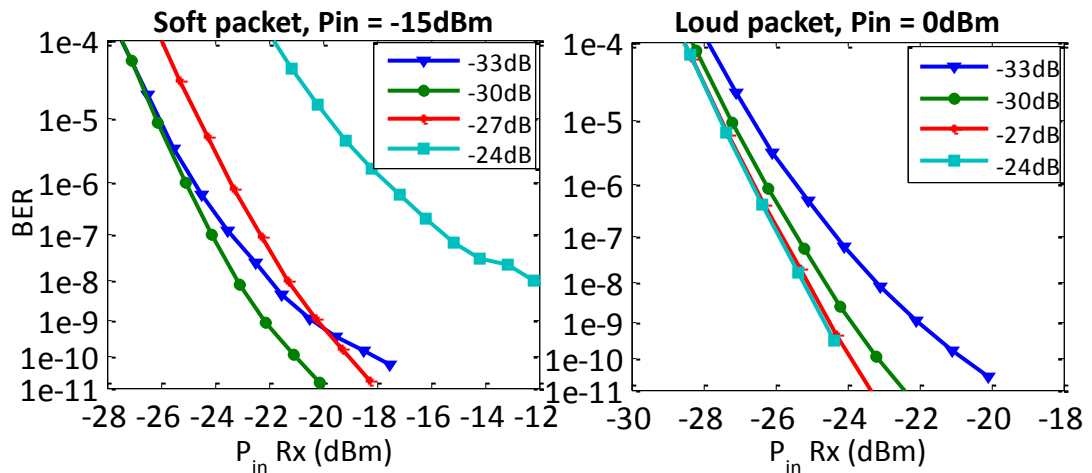 Soft packet, Pin = -15dBm
BER
1e-4
1e-5
1e-6
1e-7
1e-8
1e-9
1e-10
1e-11
-33dB
-30dB
-27dB
-24dB
-28 -26 -24 -22 -20 -18 -16 -14 -12
Pin Rx (dBm)
Loud packet, Pin = 0dBm
1e-4
1e-5
1e-6
1e-7
1e-8
1e-9
1e-10
1e-11
-33dB
-30dB
-27dB
-24dB
-30 -28 -26 -24 -22 -20 -18
Pin Rx (dBm)